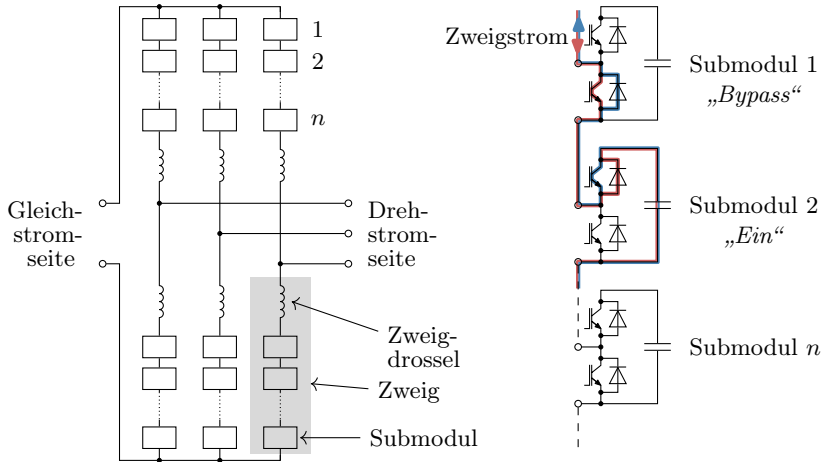 1
2
n
Gleich-
strom-
seite
Dreh-
strom-
seite
Zweig-
drossel
Zweig
Submodul
Zweigstrom
Submodul 1
„Bypass“
Submodul 2
„Ein“
Submodul n